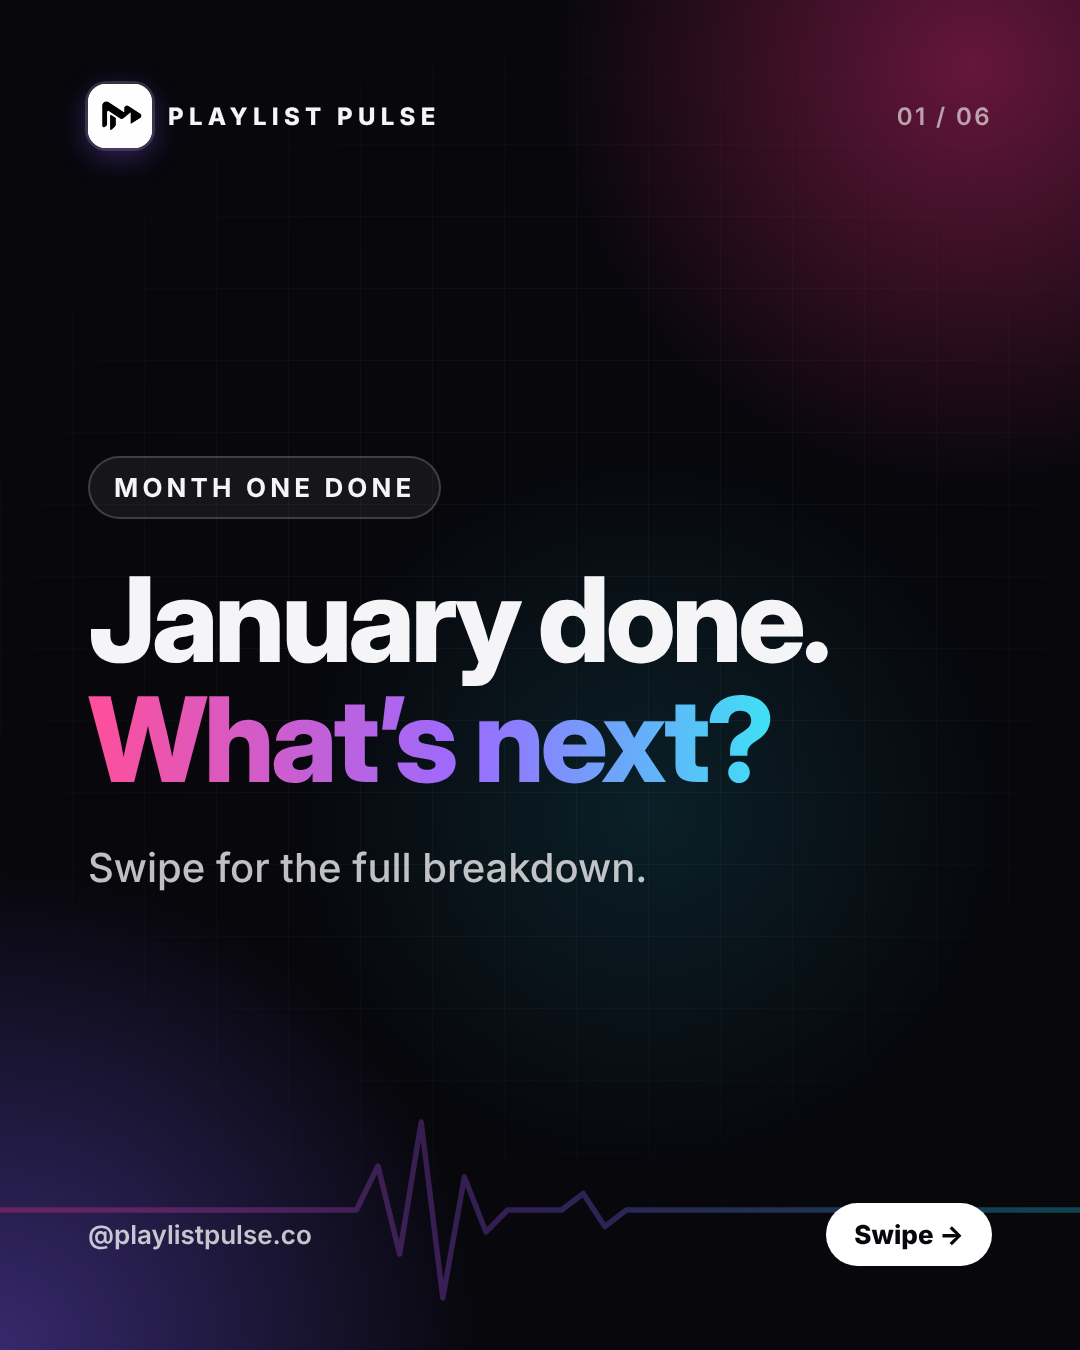 PLAYLIST PULSE
01 / 06
MONTH ONE DONE
January done.
What's next?
Swipe for the full breakdown.
@playlistpulse.co
Swipe →